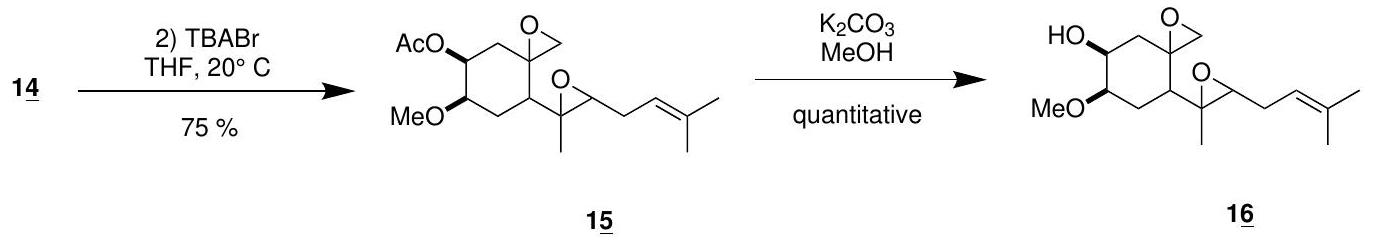 2) TBABr
THF, 20° C
75 %
14
AcO
O
O
MeO
15
K2CO3
MeOH
quantitative
HO
O
O
MeO
16